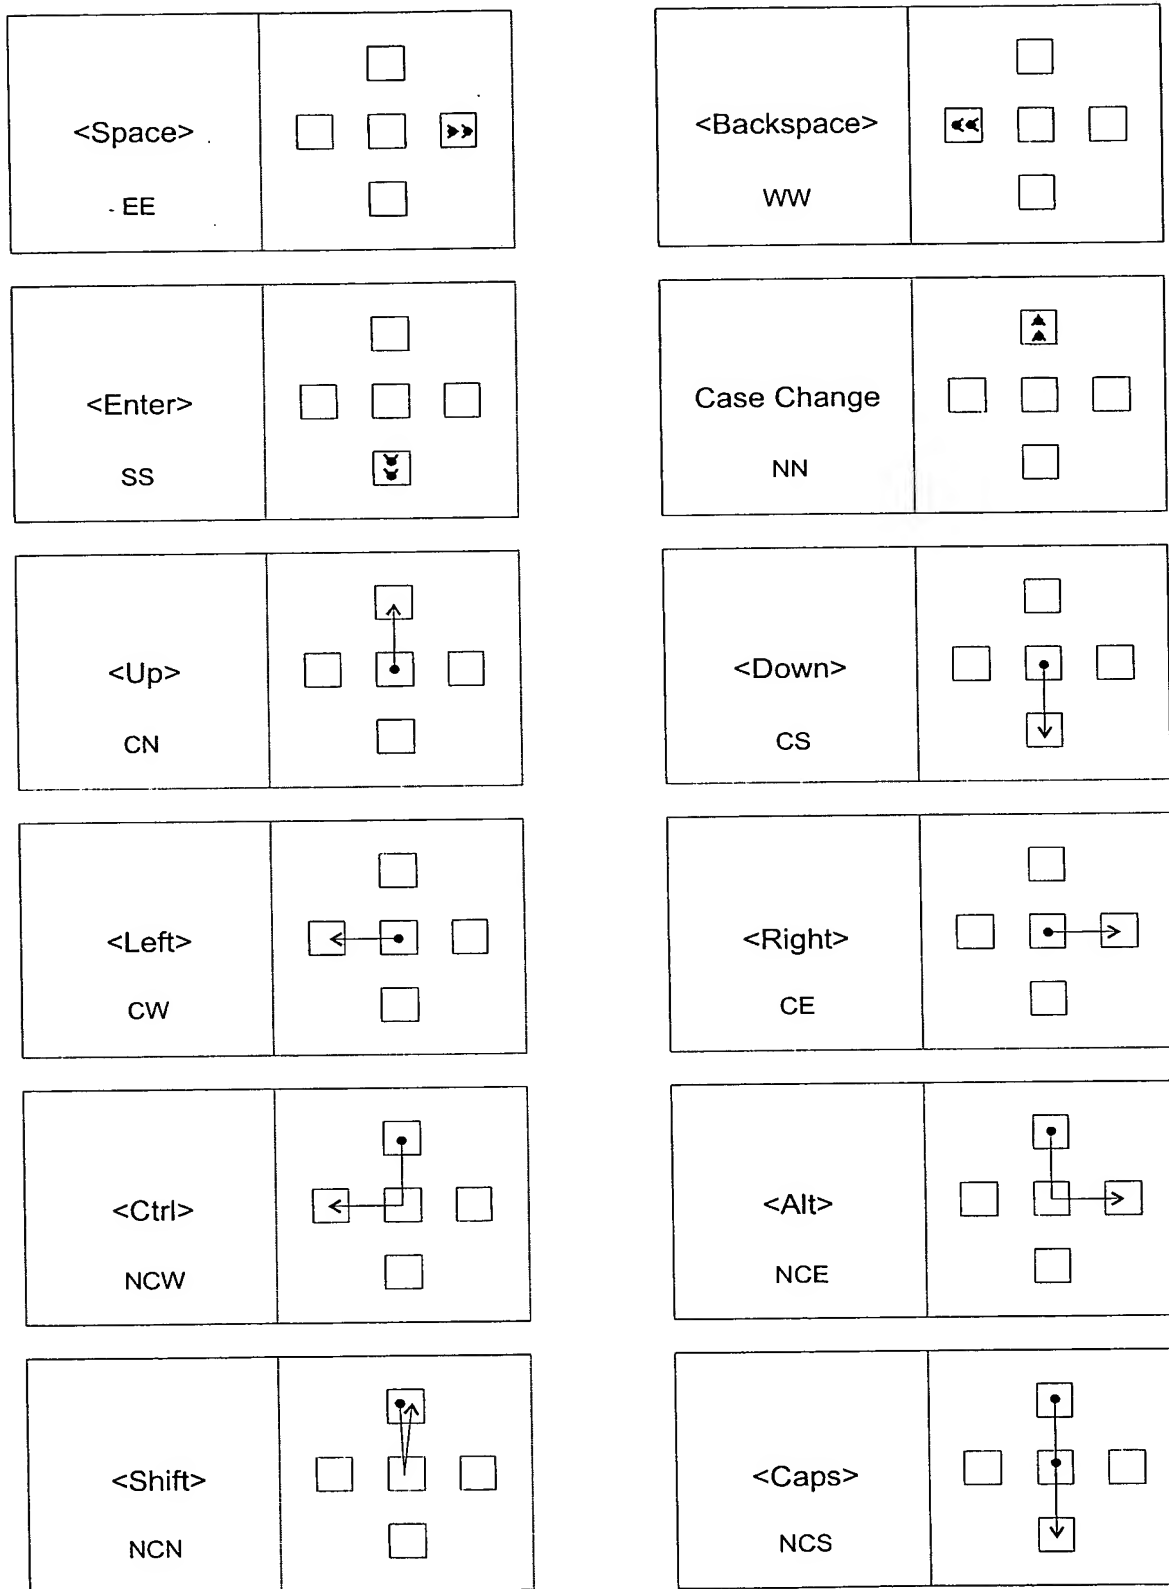 <Space>
EE
<Backspace>
WW
<Enter>
SS
Case Change
NN
<Up>
CN
<Down>
CS
<Left>
CW
<Right>
CE
<Ctrl>
NCW
<Alt>
NCE
<Shift>
NCN
<Caps>
NCS